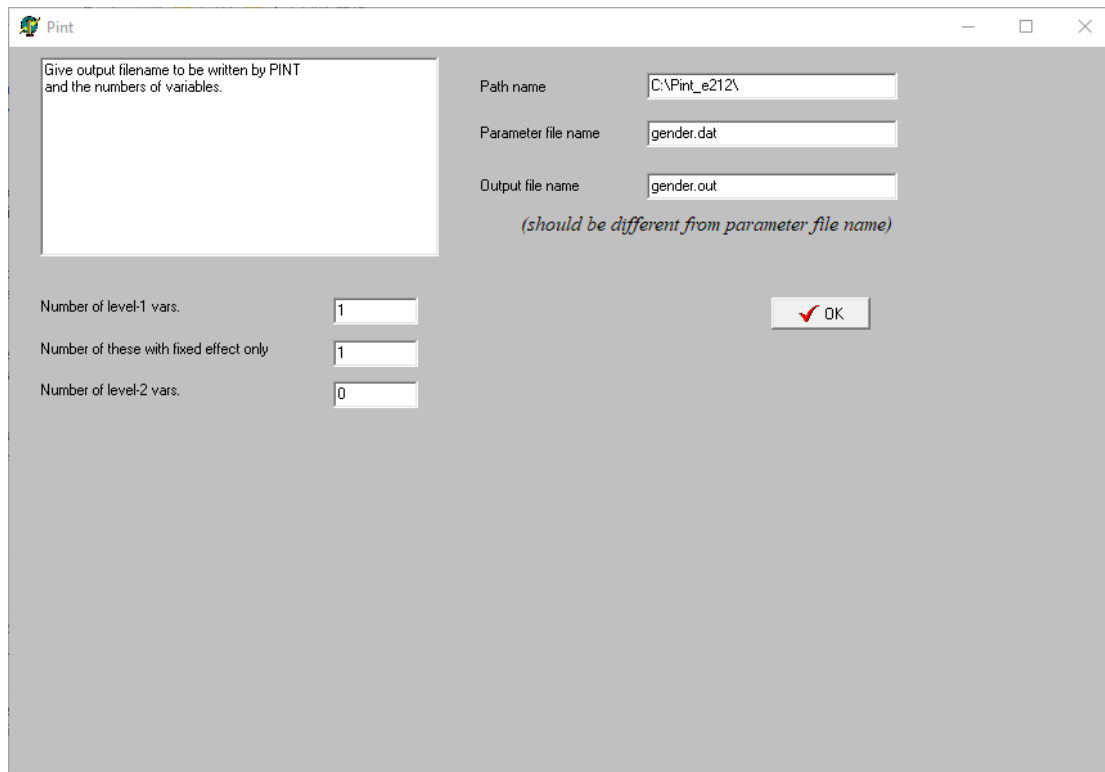 Pint
Give output filename to be written by PINT
and the numbers of variables.
Path name
C:\Pint_e212\
Parameter file name
gender.dat
Output file name
gender.out
(should be different from parameter file name)
Number of level-1 vars.
1
OK
Number of these with fixed effect only
1
Number of level-2 vars.
0